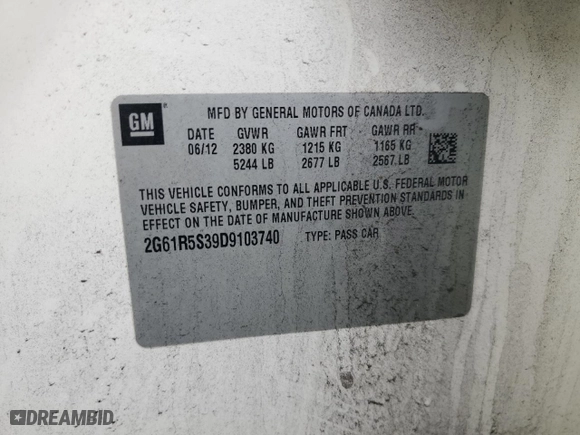 GM
MFD BY GENERAL MOTORS OF CANADA LTD.
DATE GVWR GAWR FRT GAWR RR
06/12 2380 KG 1215 KG 1165 KG
5244 LB 2677 LB 2567 LB
THIS VEHICLE CONFORMS TO ALL APPLICABLE U.S. FEDERAL MOTOR
VEHICLE SAFETY, BUMPER, AND THEFT PREVENTION STANDARDS IN
EFFECT ON THE DATE OF MANUFACTURE SHOWN ABOVE.
2G61R5S39D9103740 TYPE: PASS CAR
DREAMBID